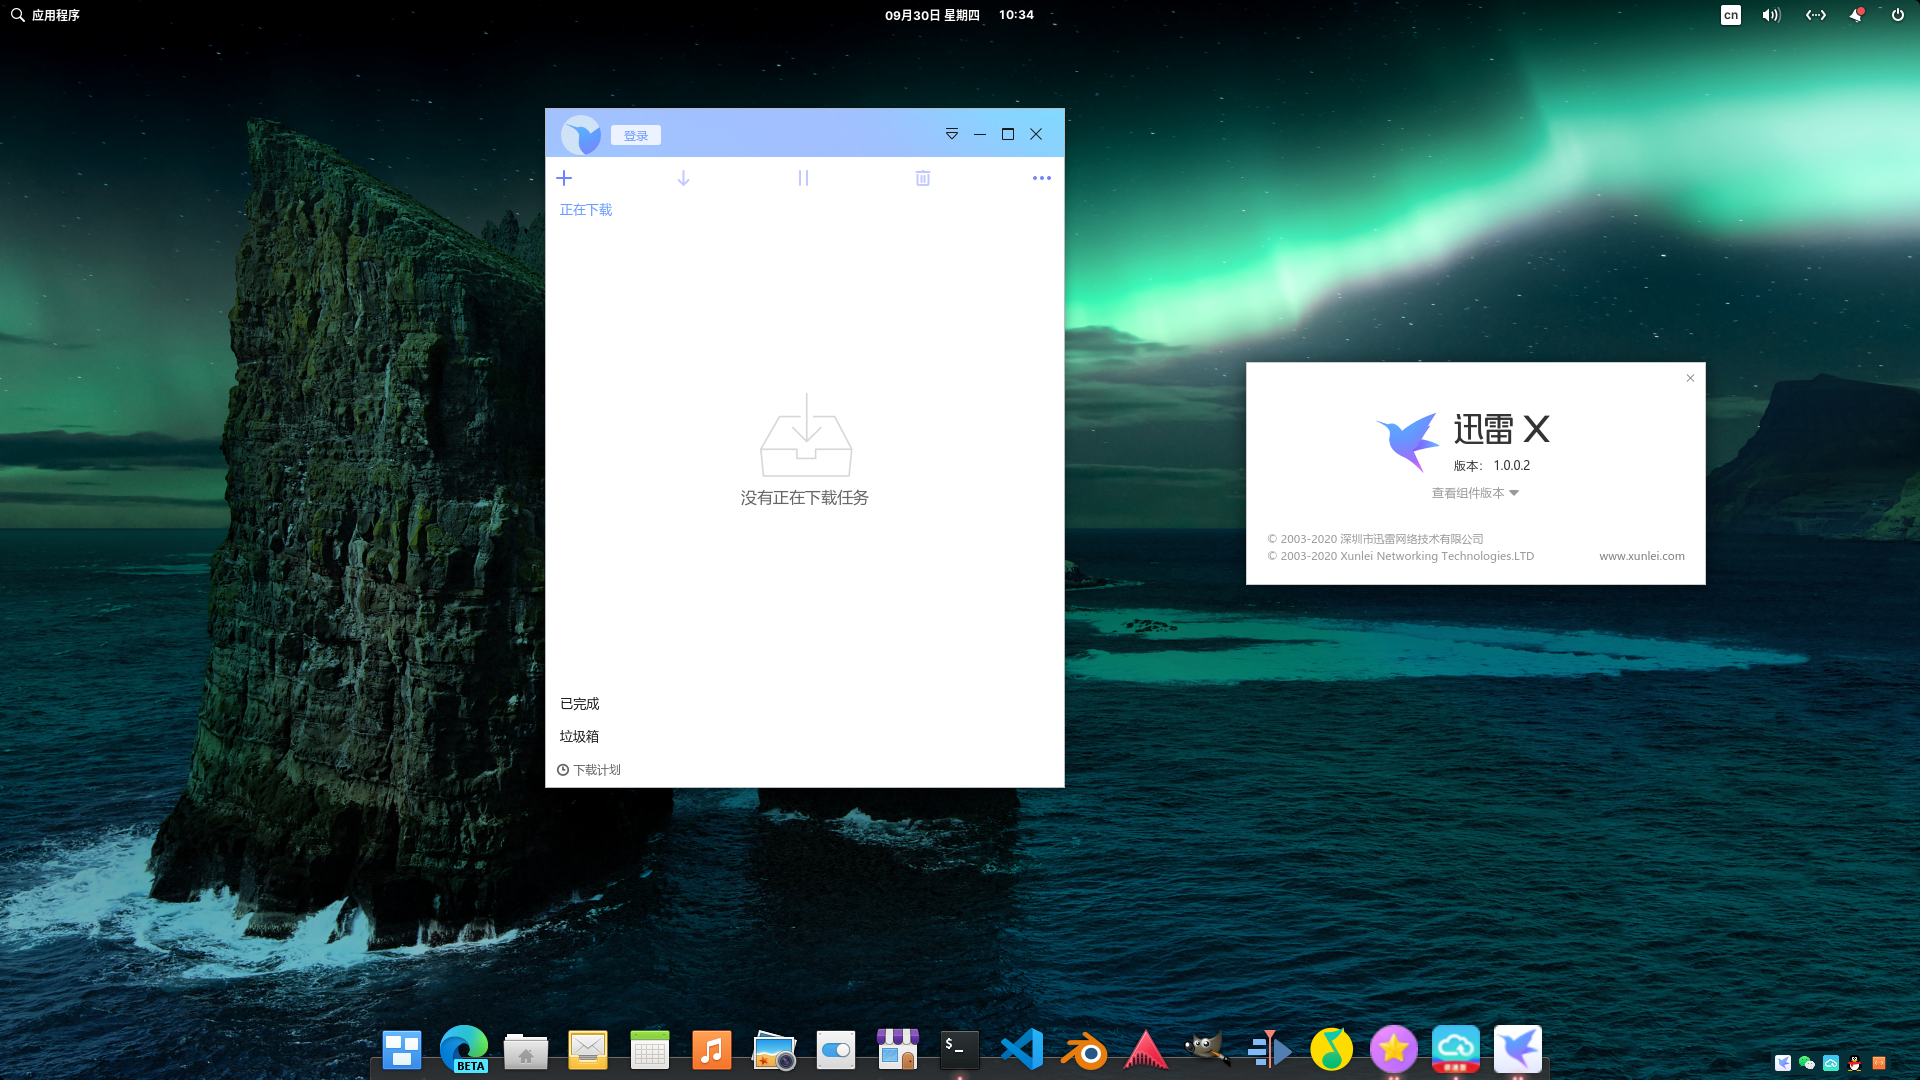 应用程序
09月30日 星期四 10:34
cn
登录
正在下载
没有正在下载任务
已完成
垃圾箱
下载计划
迅雷 X
版本: 1.0.0.2
查看组件版本
© 2003-2020 深圳市迅雷网络技术有限公司
© 2003-2020 Xunlei Networking Technologies.LTD
www.xunlei.com
BETA
$_
极速版